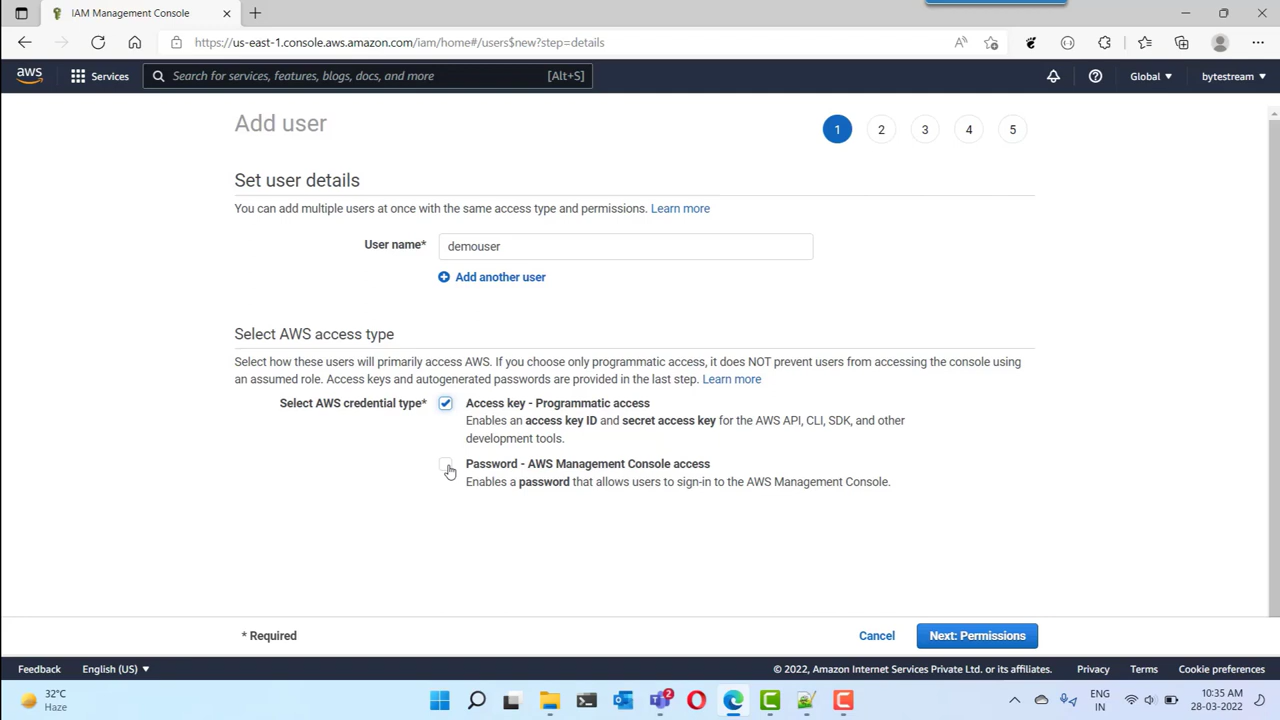 IAM Management Console
https://us-east-1.console.aws.amazon.com/iam/home#/users$new?step=details
aws
Services
Search for services, features, blogs, docs, and more
[Alt+S]
Global
bytestream
Add user
1
2
3
4
5
Set user details
You can add multiple users at once with the same access type and permissions. Learn more
User name*
demouser
Add another user
Select AWS access type
Select how these users will primarily access AWS. If you choose only programmatic access, it does NOT prevent users from accessing the console using
an assumed role. Access keys and autogenerated passwords are provided in the last step. Learn more
Select AWS credential type*
Access key - Programmatic access
Enables an access key ID and secret access key for the AWS API, CLI, SDK, and other
development tools.
Password - AWS Management Console access
Enables a password that allows users to sign-in to the AWS Management Console.
* Required
Cancel
Next: Permissions
Feedback
English (US)
© 2022, Amazon Internet Services Private Ltd. or its affiliates.
Privacy
Terms
Cookie preferences
32°C
Haze
2
ENG
IN
10:35 AM
28-03-2022